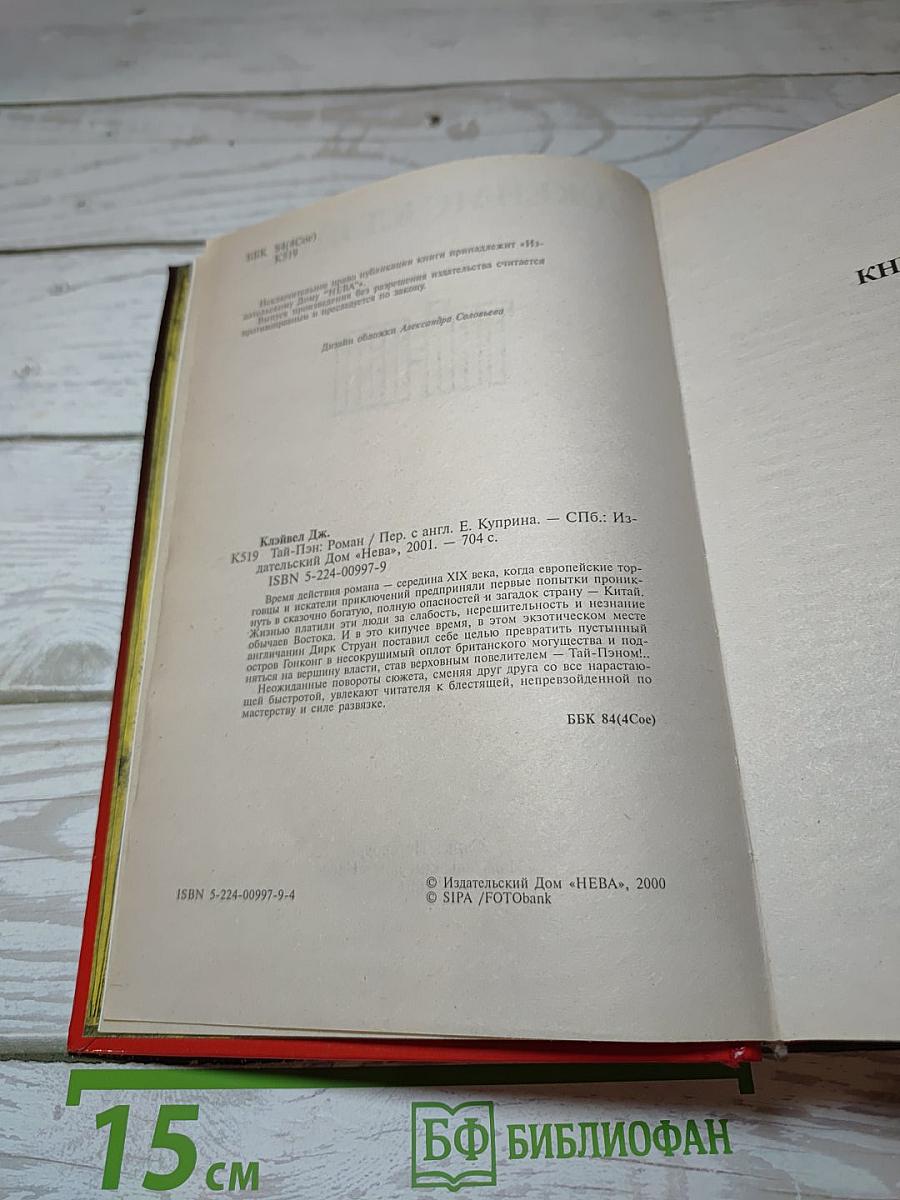 ББК 84(4Сое)
К519
Исключительное право публикации книги принадлежит «Из-
дательскому Дому "НЕВА"».
Выпуск произведения без разрешения издательства считается
противоправным и преследуется по закону.
Дизайн обложки Александра Соловьева
Клэйвел Дж.
К519 Тай-Пэн: Роман / Пер. с англ. Е. Куприна. — СПб.: Из-
дательский Дом «Нева», 2001. — 704 с.
ISBN 5-224-00997-9
Время действия романа — середина XIX века, когда европейские тор-
говцы и искатели приключений предприняли первые попытки проник-
нуть в сказочно богатую, полную опасностей и загадок страну — Китай.
Жизнью платили эти люди за слабость, нерешительность и незнание
обычаев Востока. И в это кипучее время, в этом экзотическом месте
англичанин Дирк Струан поставил себе целью превратить пустынный
остров Гонконг в несокрушимый оплот британского могущества и под-
няться на вершину власти, став верховным повелителем — Тай-Пэном!..
Неожиданные повороты сюжета, сменяя друг друга со все нарастаю-
щей быстротой, увлекают читателя к блестящей, непревзойденной по
мастерству и силе развязке.
ББК 84(4Сое)
ISBN 5-224-00997-9-4
© Издательский Дом «НЕВА», 2000
© SIPA /FOTObank
КН
15 см
БФ БИБЛИОФАН